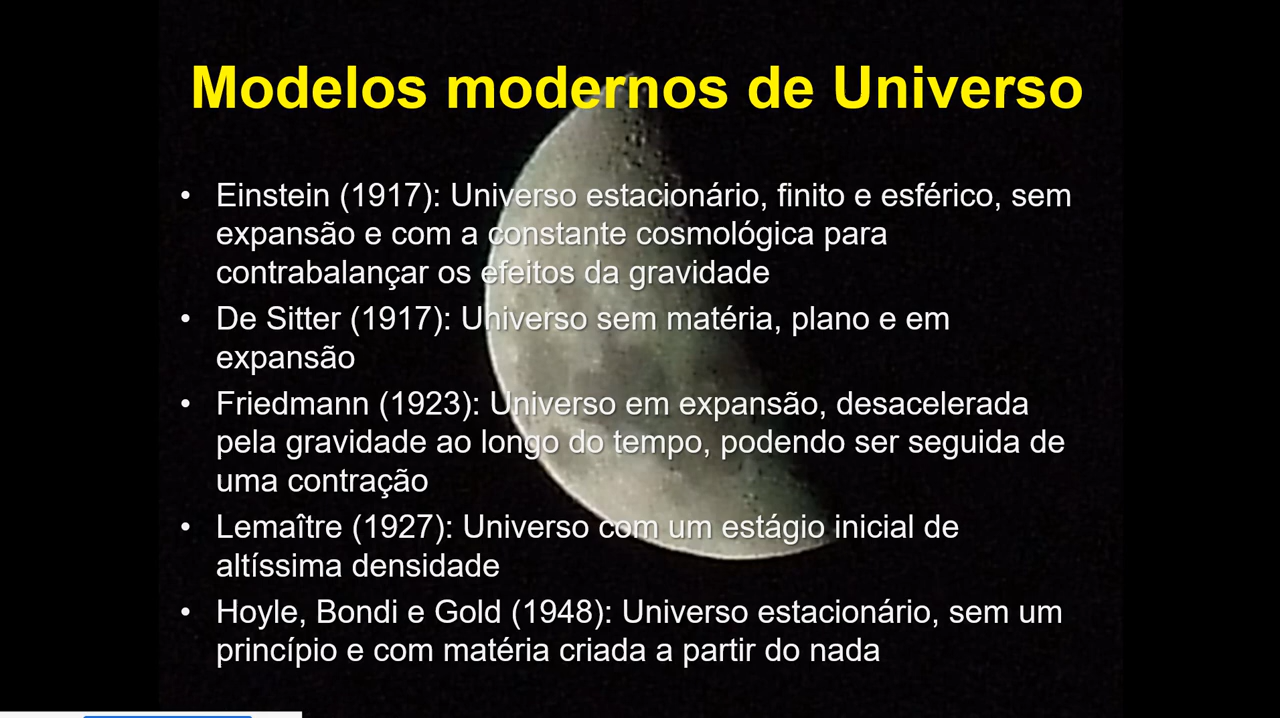 Modelos modernos de Universo
• Einstein (1917): Universo estacionário, finito e esférico, sem
expansão e com a constante cosmológica para
contrabalançar os efeitos da gravidade
• De Sitter (1917): Universo sem matéria, plano e em
expansão
• Friedmann (1923): Universo em expansão, desacelerada
pela gravidade ao longo do tempo, podendo ser seguida de
uma contração
• Lemaître (1927): Universo com um estágio inicial de
altíssima densidade
• Hoyle, Bondi e Gold (1948): Universo estacionário, sem um
princípio e com matéria criada a partir do nada